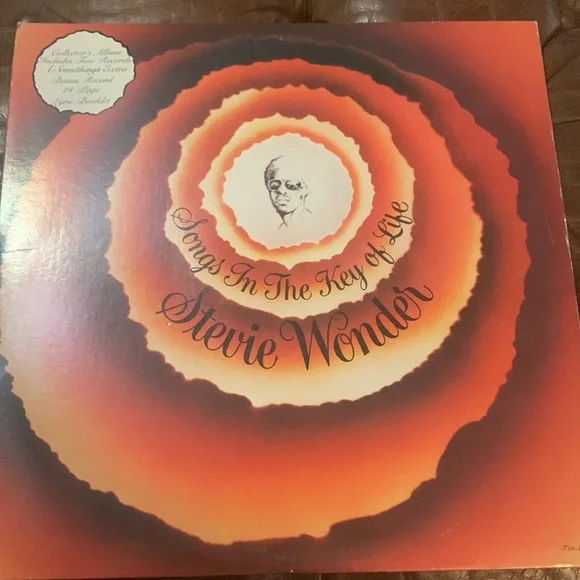 Collector's Album
Includes Two Records
A Somethings Extra
Bonus Record
24 Page
Lyric Booklet
Songs In The Key of Life
Stevie Wonder